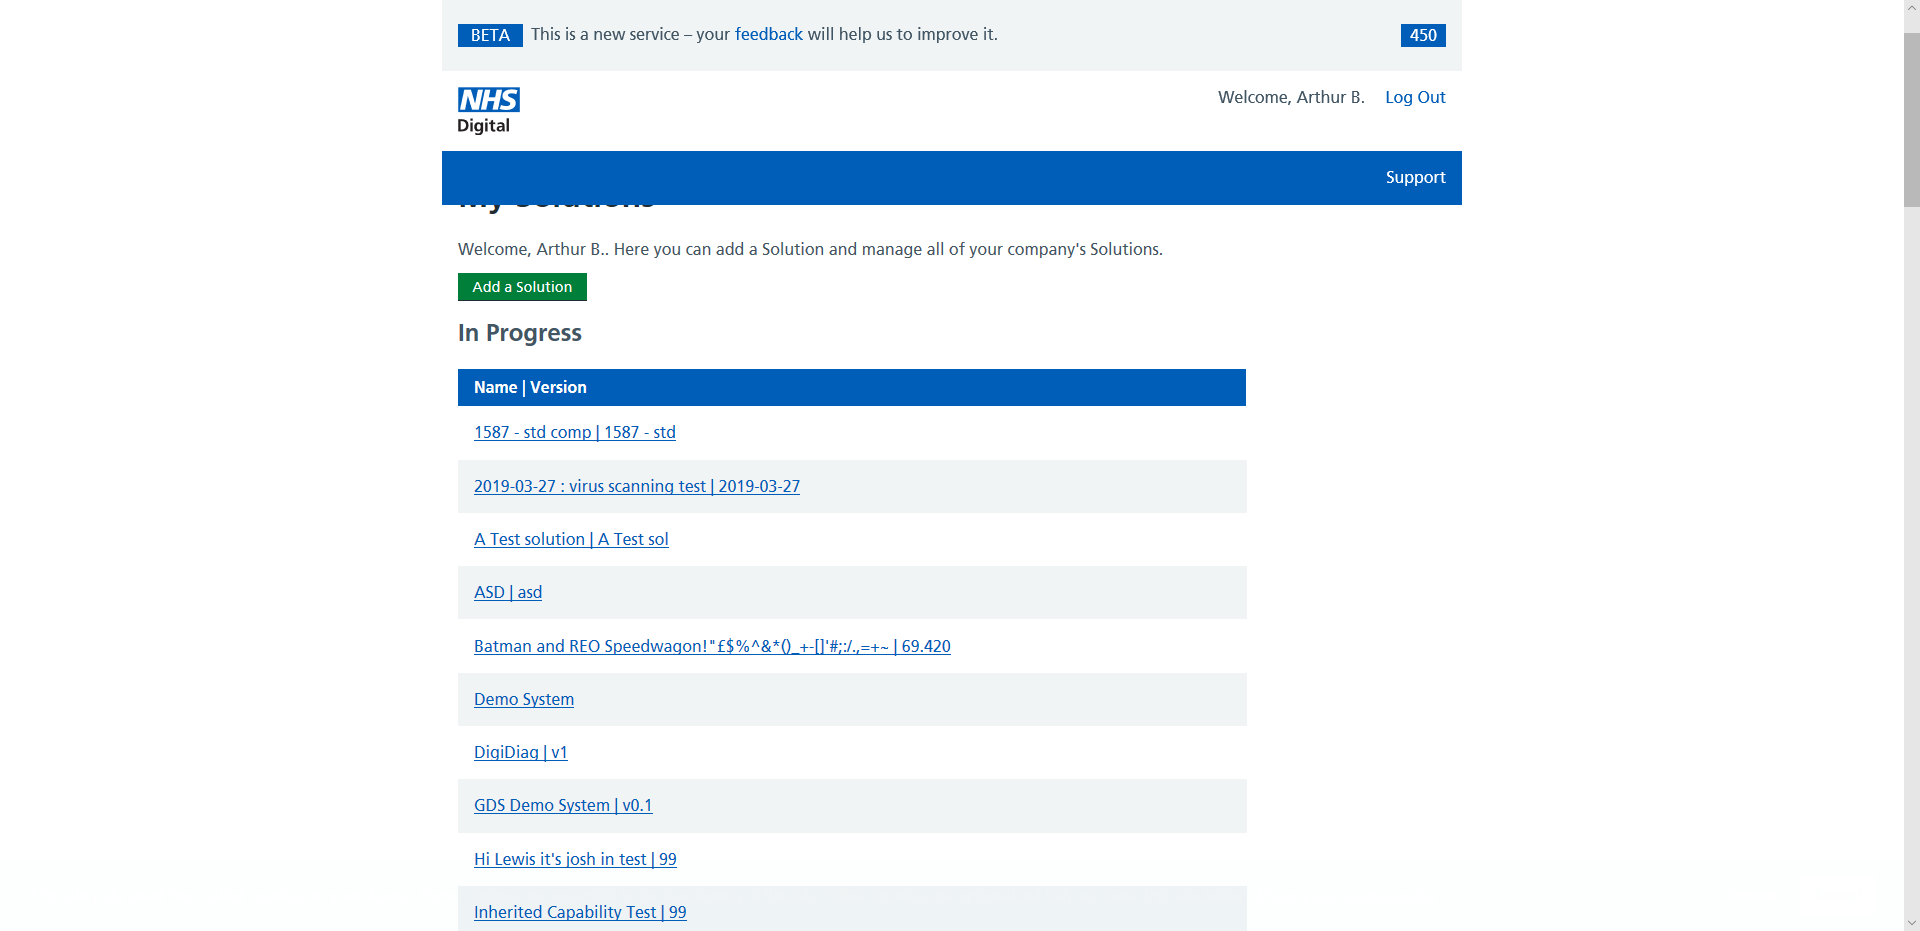 BETA This is a new service – your feedback will help us to improve it. 450
NHS
Digital
Welcome, Arthur B. Log Out
Support
My Solutions
Welcome, Arthur B.. Here you can add a Solution and manage all of your company's Solutions.
Add a Solution
In Progress
Name | Version
1587 - std comp | 1587 - std
2019-03-27 : virus scanning test | 2019-03-27
A Test solution | A Test sol
ASD | asd
Batman and REO Speedwagon!"£$%^&*()_+-[]'#;:/.,=+~ | 69.420
Demo System
DigiDiag | v1
GDS Demo System | v0.1
Hi Lewis it's josh in test | 99
Inherited Capability Test | 99